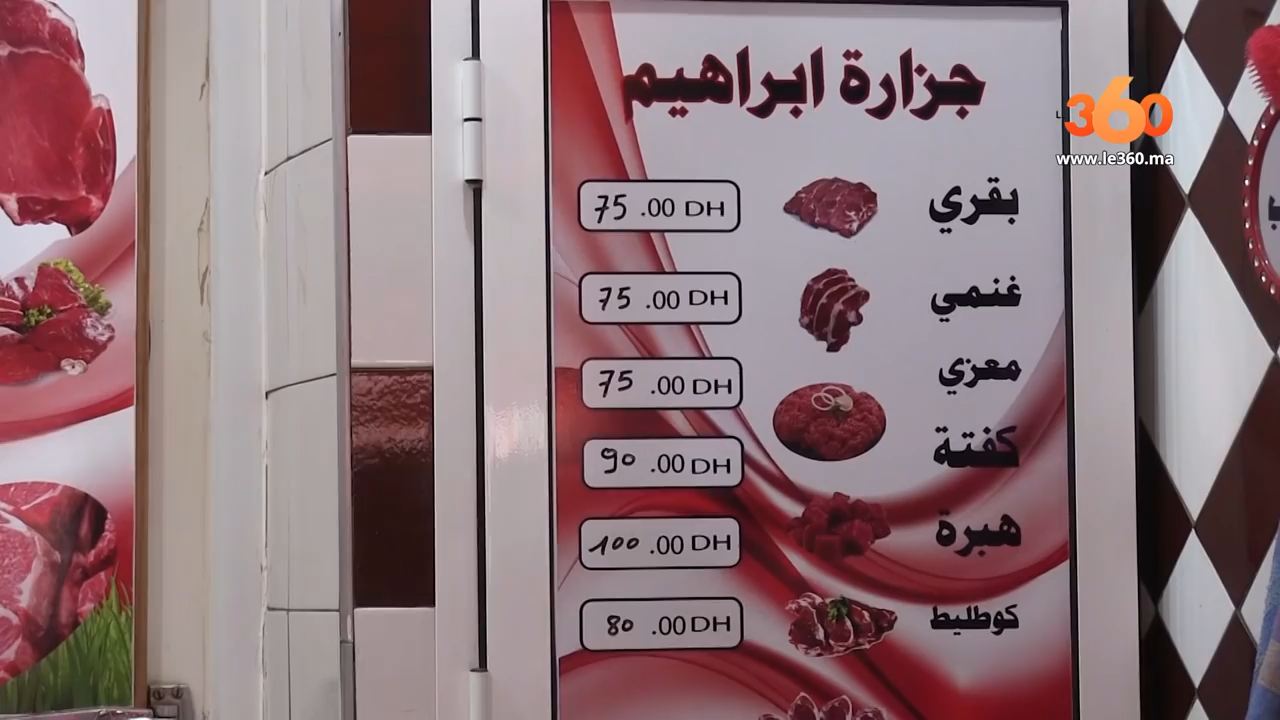 جزارة ابراهيم
Le 360
www.le360.ma
بقري 75.00 DH
غنمي 75.00 DH
معزي 75.00 DH
كفتة 90.00 DH
هبرة 100.00 DH
كوطليط 80.00 DH